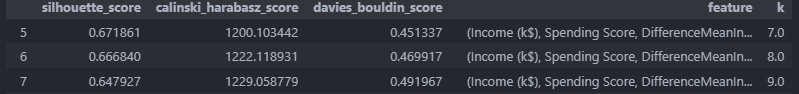 silhouette_score calinski_harabasz_score davies_bouldin_score feature k
5 0.671861 1200.103442 0.451337 (Income (k$), Spending Score, DifferenceMeanIn... 7.0
6 0.666840 1222.118931 0.469917 (Income (k$), Spending Score, DifferenceMeanIn... 8.0
7 0.647927 1229.058779 0.491967 (Income (k$), Spending Score, DifferenceMeanIn... 9.0